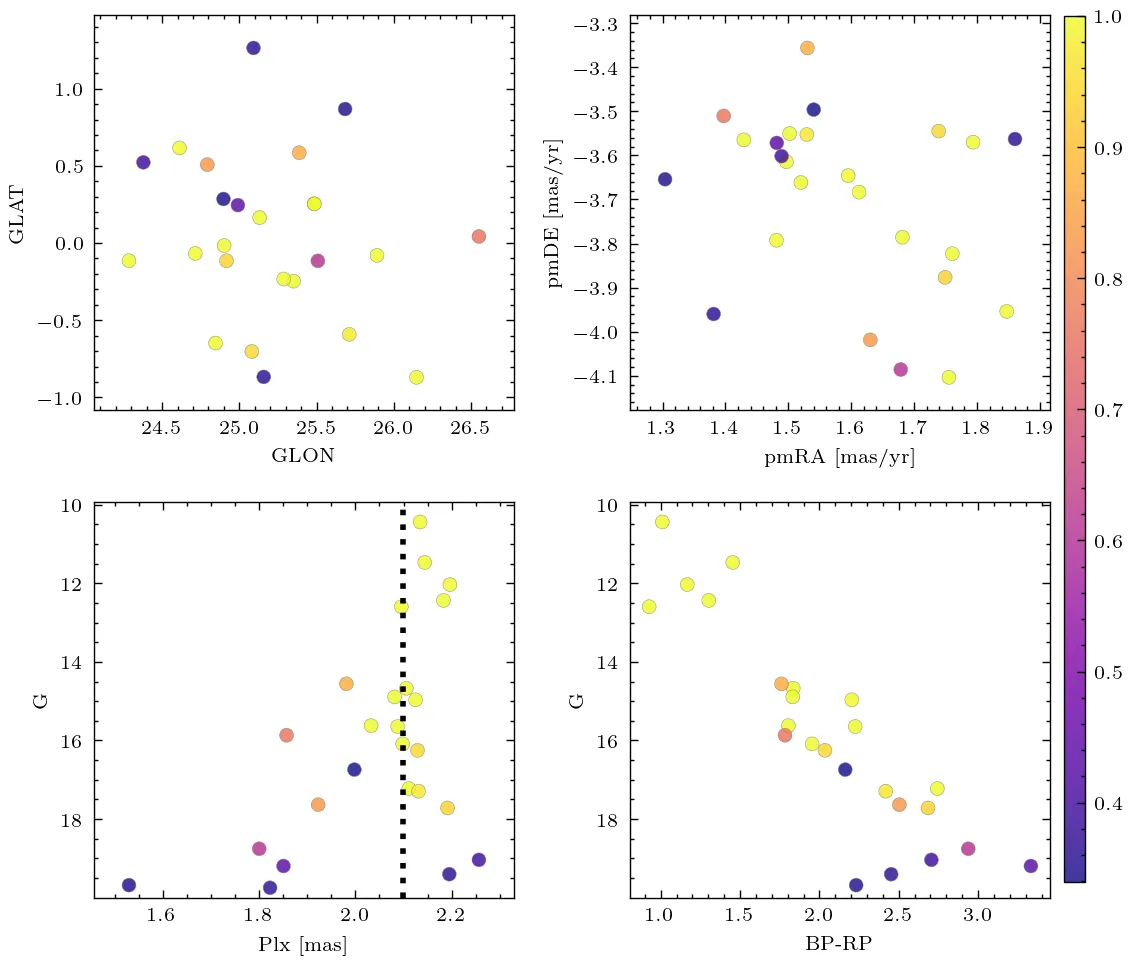 1.0
0.5
0.0
−0.5
−1.0
GLAT
24.5 25.0 25.5 26.0 26.5
GLON
−3.3
−3.4
−3.5
−3.6
−3.7
−3.8
−3.9
−4.0
−4.1
pmDE [mas/yr]
1.3 1.4 1.5 1.6 1.7 1.8 1.9
pmRA [mas/yr]
10
12
14
16
18
G
1.6 1.8 2.0 2.2
Plx [mas]
10
12
14
16
18
G
1.0 1.5 2.0 2.5 3.0
BP-RP
1.0
0.9
0.8
0.7
0.6
0.5
0.4